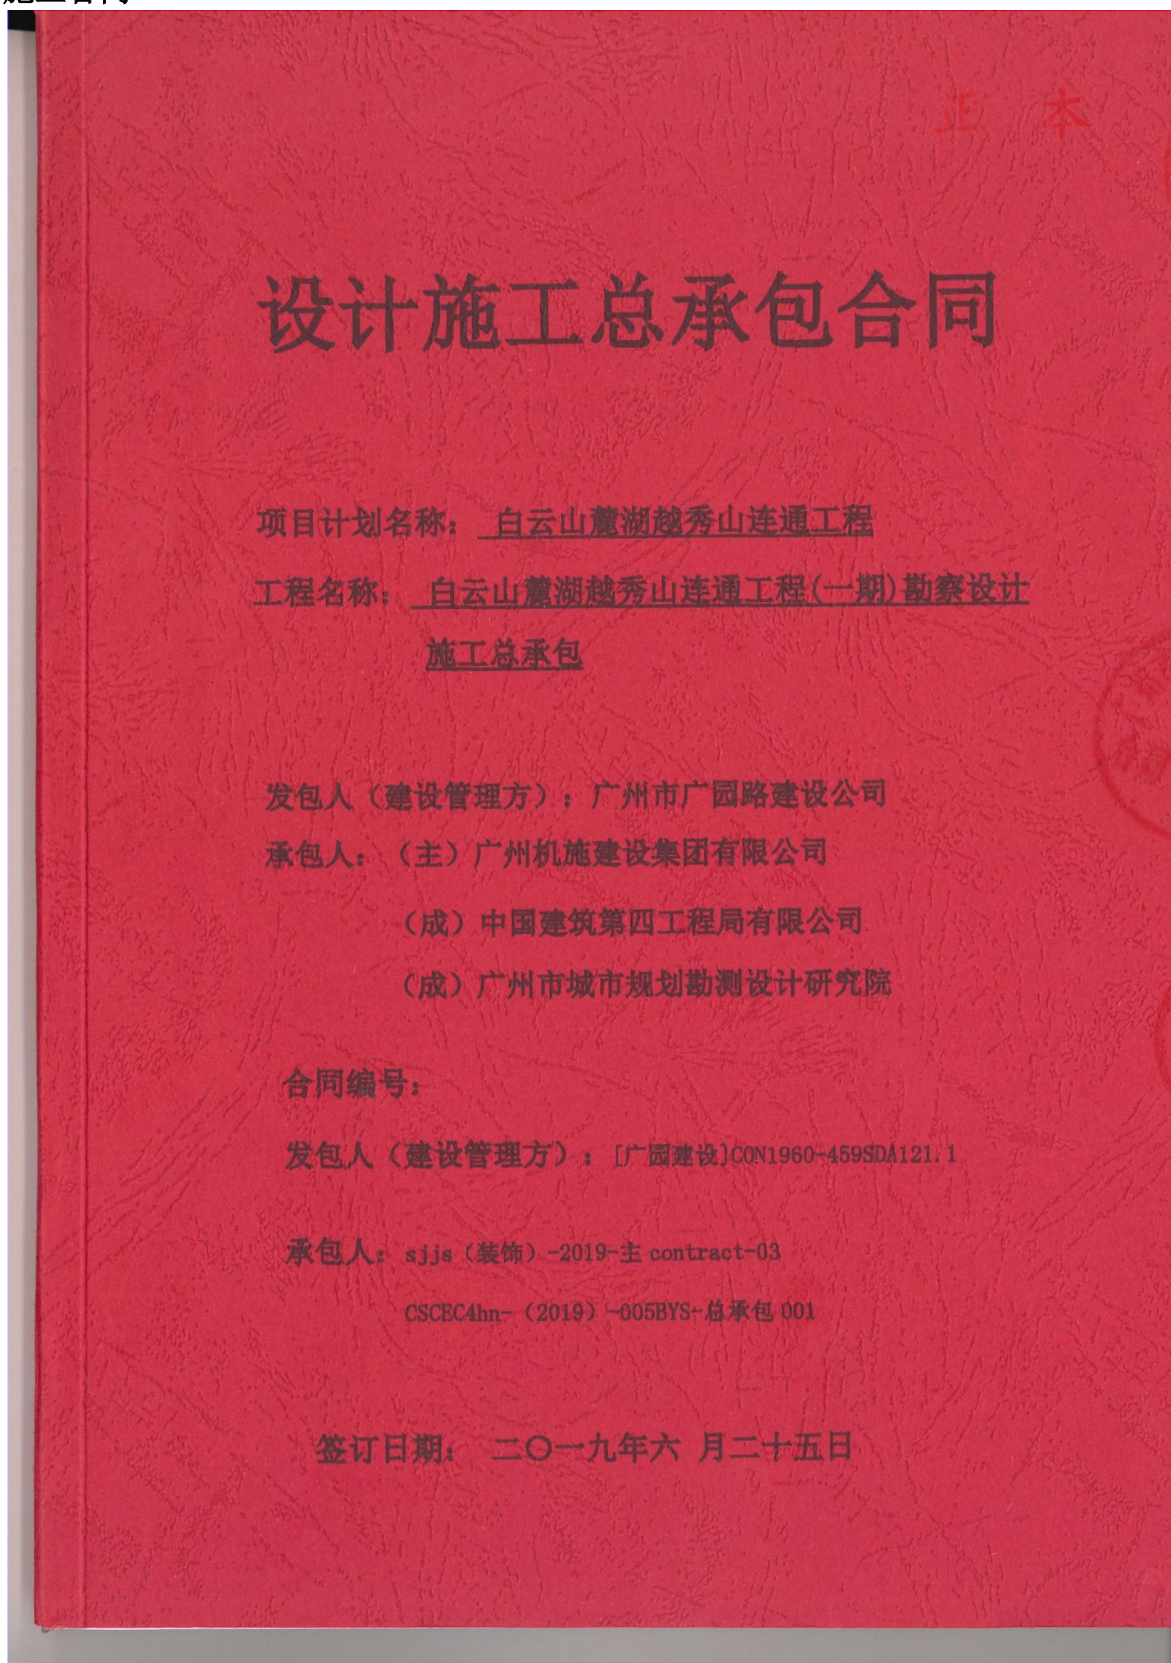 正 本
设计施工总承包合同
项目计划名称： 白云山麓湖越秀山连通工程
工程名称： 白云山麓湖越秀山连通工程(一期)勘察设计
施工总承包
发包人（建设管理方）：广州市广园路建设公司
承包人：（主）广州机施建设集团有限公司
（成）中国建筑第四工程局有限公司
（成）广州市城市规划勘测设计研究院
合同编号：
发包人（建设管理方）：[广园建设]CON1960-459SDA121.1
承包人：sjjs（装饰）-2019-主contract-03
CSCEC4hn-（2019）-005BYS-总承包001
签订日期： 二〇一九年六 月二十五日